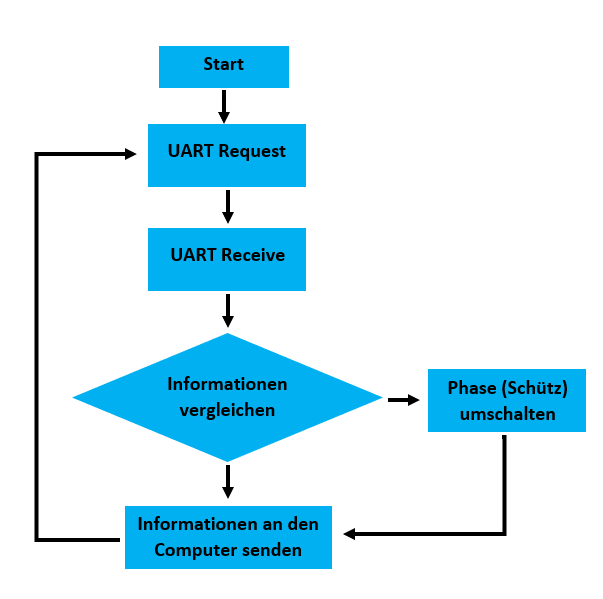 Start
UART Request
UART Receive
Informationen
vergleichen
Phase (Schütz)
umschalten
Informationen an den
Computer senden